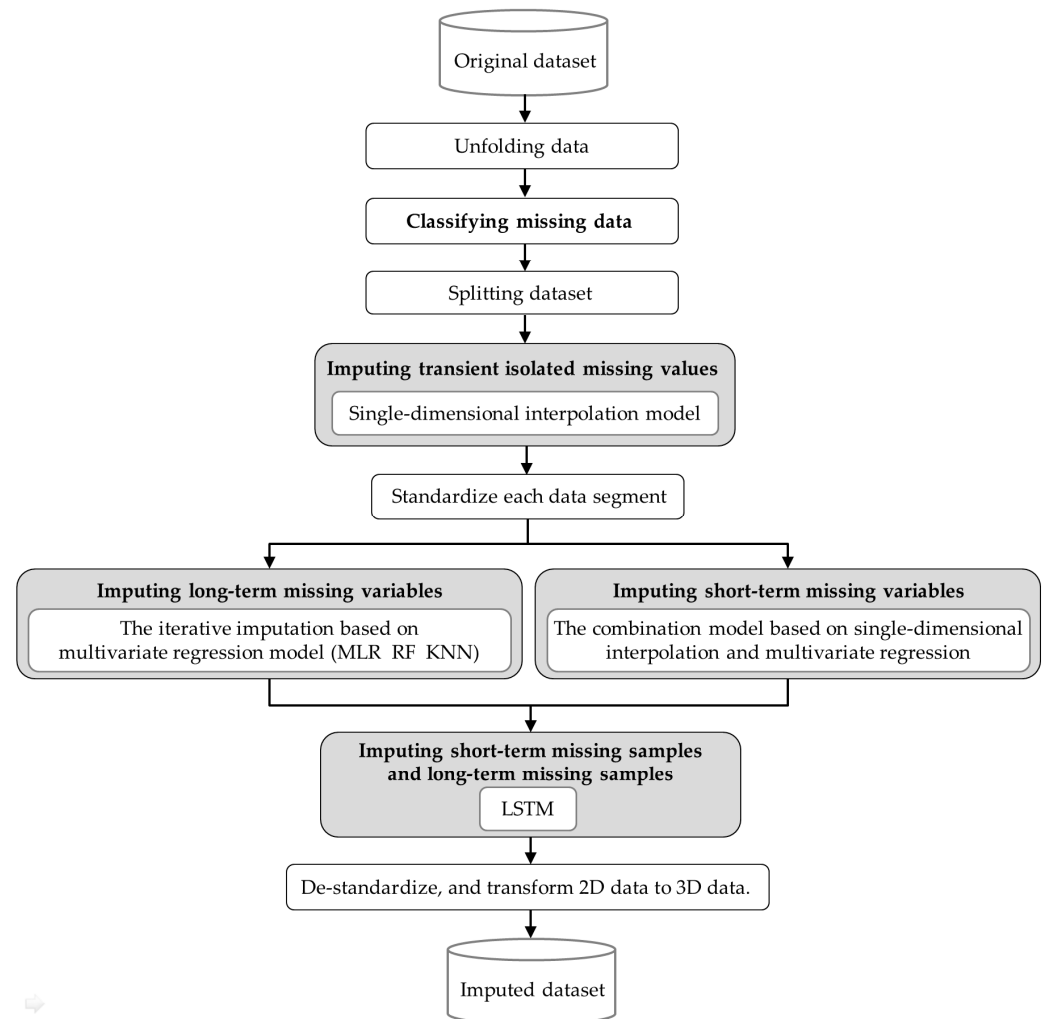 Original dataset
Unfolding data
Classifying missing data
Splitting dataset
Imputing transient isolated missing values
Single-dimensional interpolation model
Standardize each data segment
Imputing long-term missing variables
The iterative imputation based on
multivariate regression model (MLR RF KNN)
Imputing short-term missing variables
The combination model based on single-dimensional
interpolation and multivariate regression
Imputing short-term missing samples
and long-term missing samples
LSTM
De-standardize, and transform 2D data to 3D data.
Imputed dataset